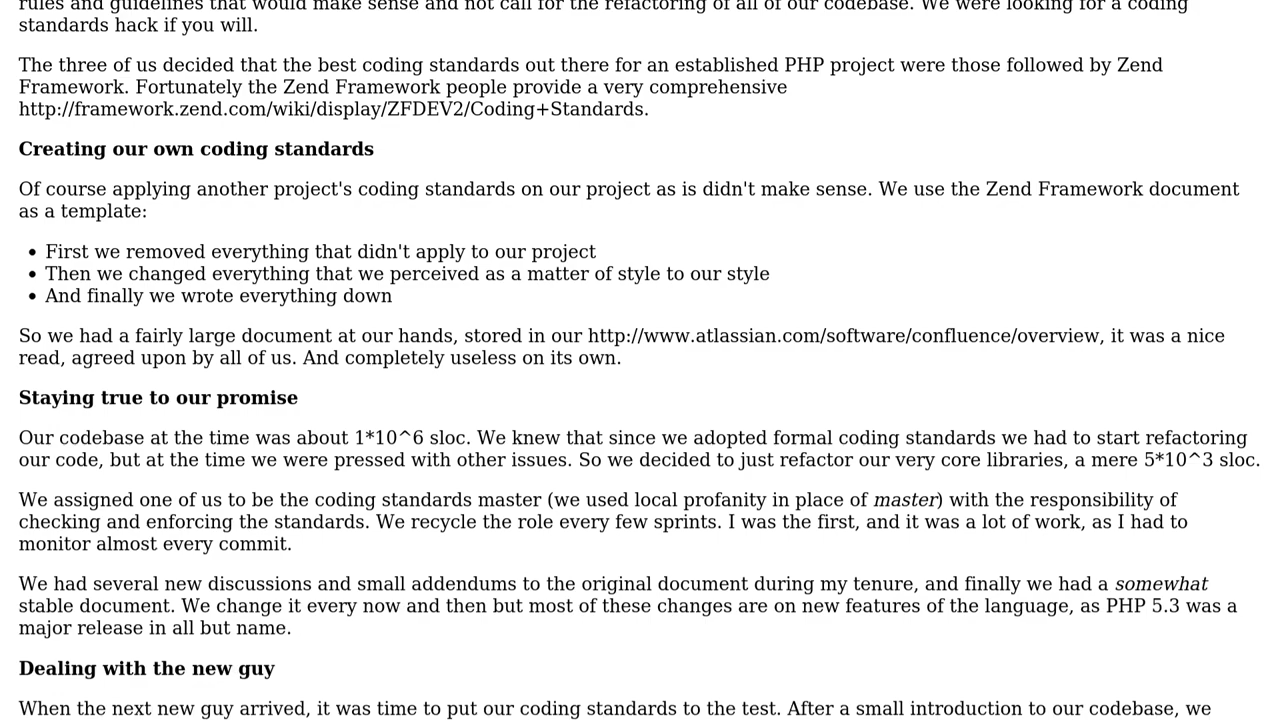 rules and guidelines that would make sense and not call for the refactoring of all of our codebase. We were looking for a coding
standards hack if you will.
The three of us decided that the best coding standards out there for an established PHP project were those followed by Zend
Framework. Fortunately the Zend Framework people provide a very comprehensive
http://framework.zend.com/wiki/display/ZFDEV2/Coding+Standards.
Creating our own coding standards
Of course applying another project's coding standards on our project as is didn't make sense. We use the Zend Framework document
as a template:
• First we removed everything that didn't apply to our project
• Then we changed everything that we perceived as a matter of style to our style
• And finally we wrote everything down
So we had a fairly large document at our hands, stored in our http://www.atlassian.com/software/confluence/overview, it was a nice
read, agreed upon by all of us. And completely useless on its own.
Staying true to our promise
Our codebase at the time was about 1*10^6 sloc. We knew that since we adopted formal coding standards we had to start refactoring
our code, but at the time we were pressed with other issues. So we decided to just refactor our very core libraries, a mere 5*10^3 sloc.
We assigned one of us to be the coding standards master (we used local profanity in place of master) with the responsibility of
checking and enforcing the standards. We recycle the role every few sprints. I was the first, and it was a lot of work, as I had to
monitor almost every commit.
We had several new discussions and small addendums to the original document during my tenure, and finally we had a somewhat
stable document. We change it every now and then but most of these changes are on new features of the language, as PHP 5.3 was a
major release in all but name.
Dealing with the new guy
When the next new guy arrived, it was time to put our coding standards to the test. After a small introduction to our codebase, we